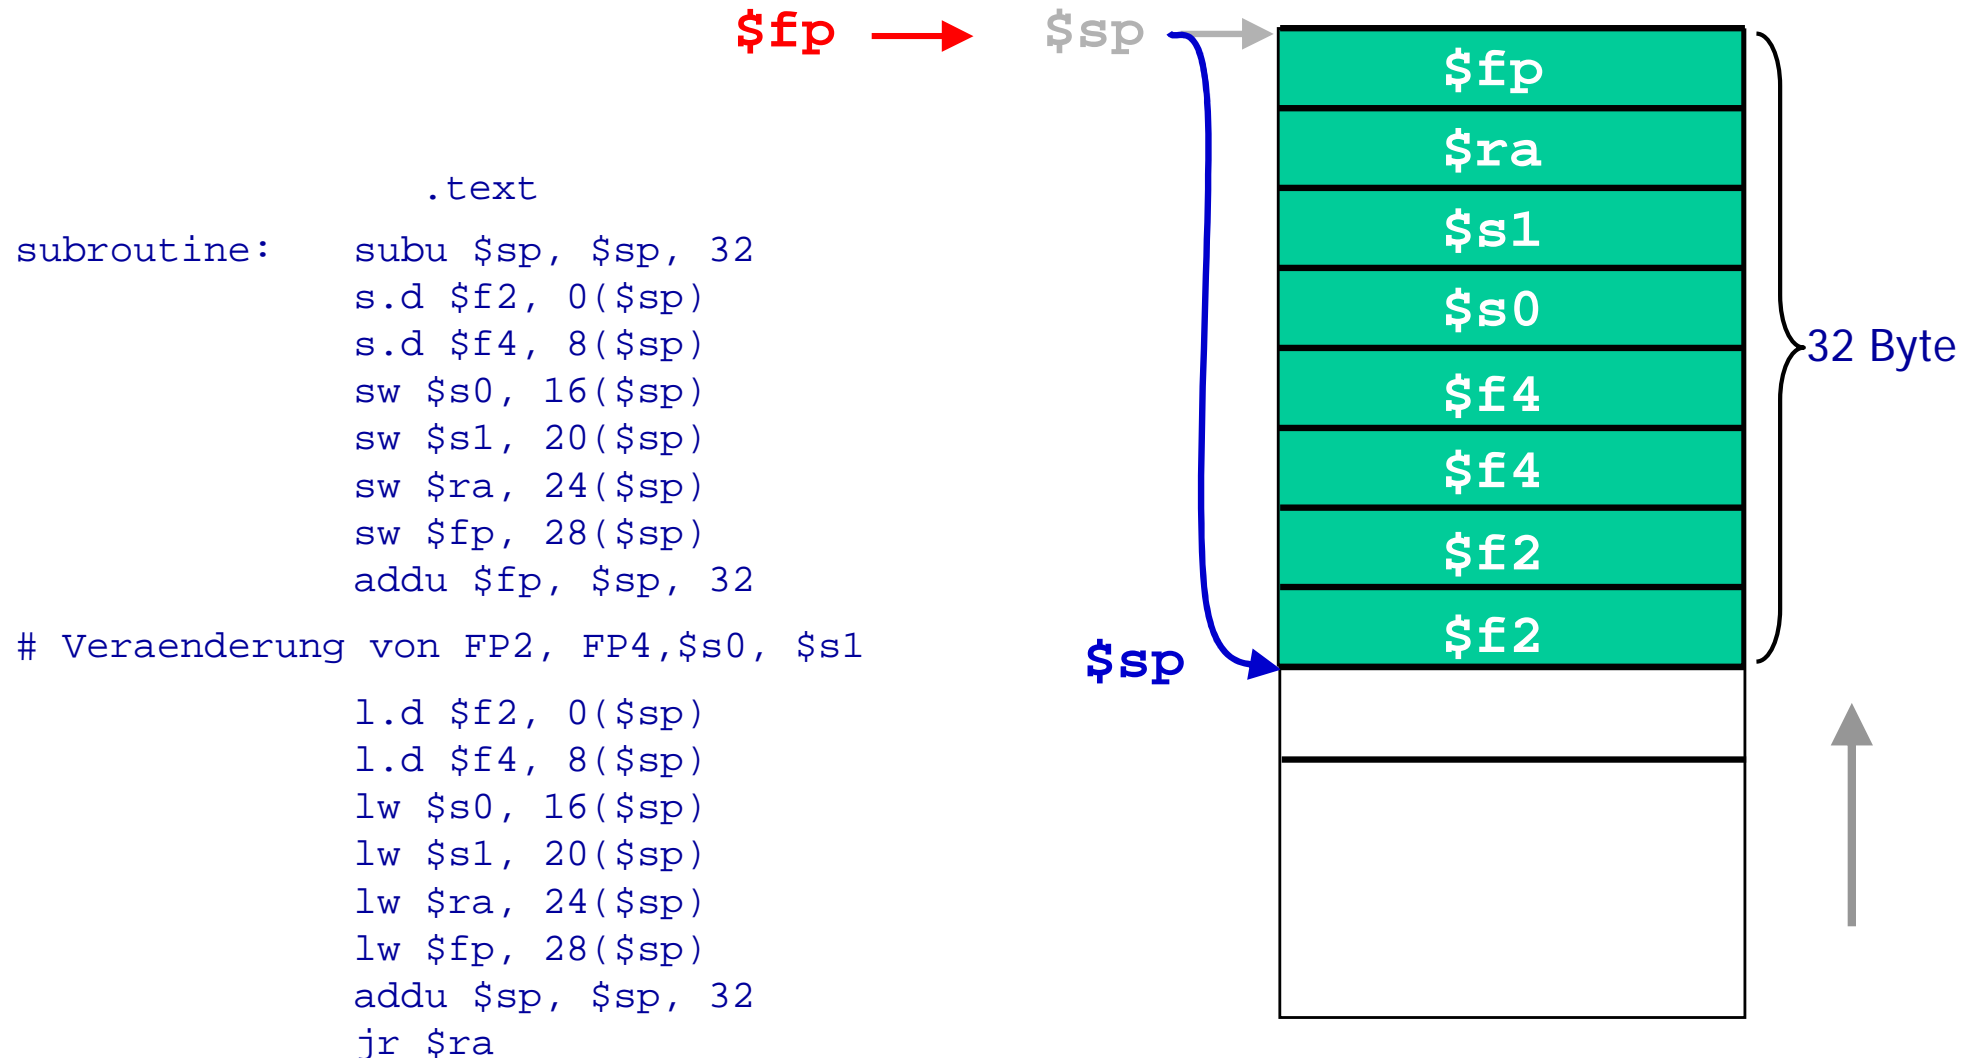 $fp $sp
.text
subroutine: subu $sp, $sp, 32
s.d $f2, 0($sp)
s.d $f4, 8($sp)
sw $s0, 16($sp)
sw $s1, 20($sp)
sw $ra, 24($sp)
sw $fp, 28($sp)
addu $fp, $sp, 32
# Veraenderung von FP2, FP4,$s0, $s1
l.d $f2, 0($sp)
l.d $f4, 8($sp)
lw $s0, 16($sp)
lw $s1, 20($sp)
lw $ra, 24($sp)
lw $fp, 28($sp)
addu $sp, $sp, 32
jr $ra
$fp
$ra
$s1
$s0
$f4
$f4
$f2
$f2
$sp
32 Byte